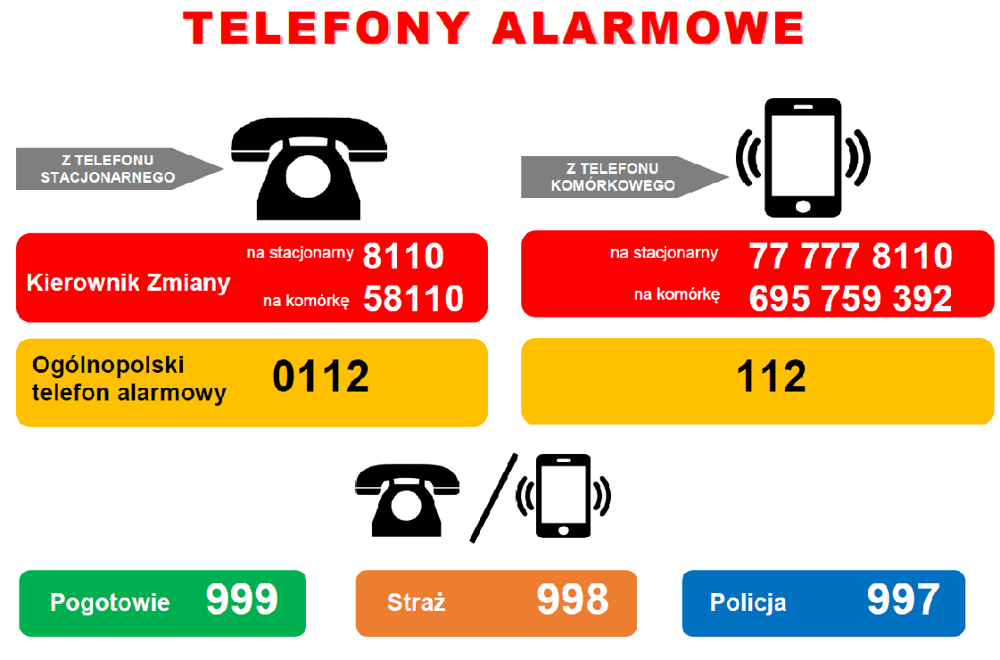 TELEFONY ALARMOWE
Z TELEFONU
STACJONARNEGO
Z TELEFONU
KOMÓRKOWEGO
Kierownik Zmiany
na stacjonarny 8110
na komórkę 58110
na stacjonarny 77 777 8110
na komórkę 695 759 392
Ogólnopolski
telefon alarmowy
0112
112
Pogotowie 999
Straż 998
Policja 997